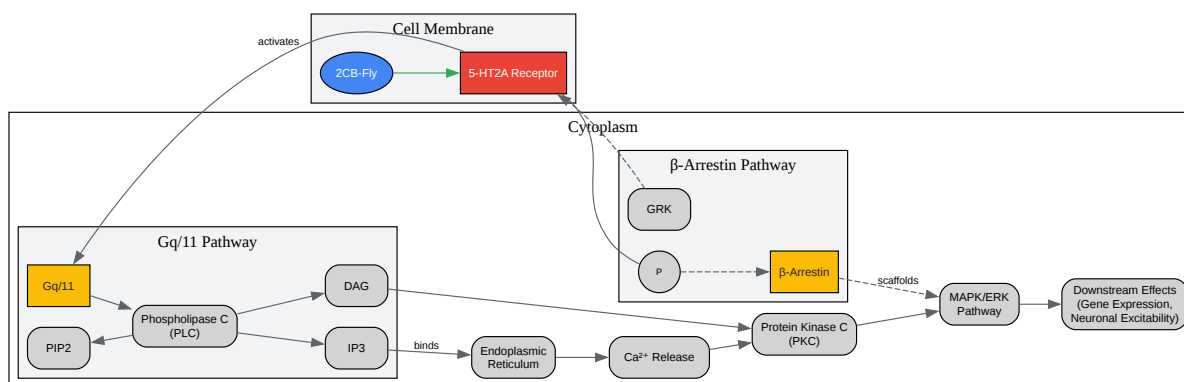 Cell Membrane
activates
2CB-Fly
5-HT2A Receptor
Cytoplasm
β-Arrestin Pathway
GRK
Gq/11 Pathway
P
β-Arrestin
Gq/11
DAG
scaffolds
MAPK/ERK
Pathway
Downstream Effects
(Gene Expression,
Neuronal Excitability)
Phospholipase C
(PLC)
Protein Kinase C
(PKC)
PIP2
IP3
binds
Endoplasmic
Reticulum
Ca²⁺ Release